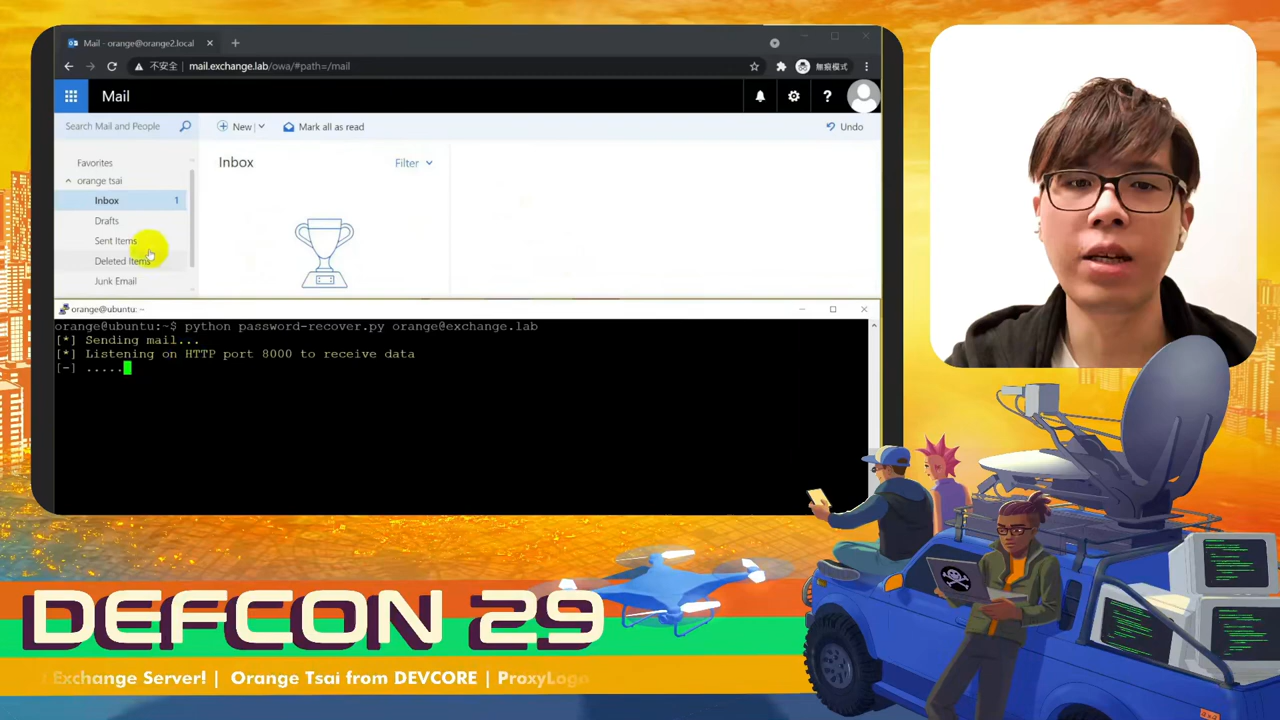 Mail - orange@orange2.local
不安全 mail.exchange.lab/owa/#path=/mail
無痕模式
Mail
?
Search Mail and People
New
Mark all as read
Undo
Favorites
orange tsai
Inbox 1
Drafts
Sent Items
Deleted Items
Junk Email
Inbox
Filter
orange@ubuntu: ~
orange@ubuntu:~$ python password-recover.py orange@exchange.lab
[*] Sending mail...
[*] Listening on HTTP port 8000 to receive data
[-] .....
DEFCON 29
Exchange Server! | Orange Tsai from DEVCORE | ProxyLogo